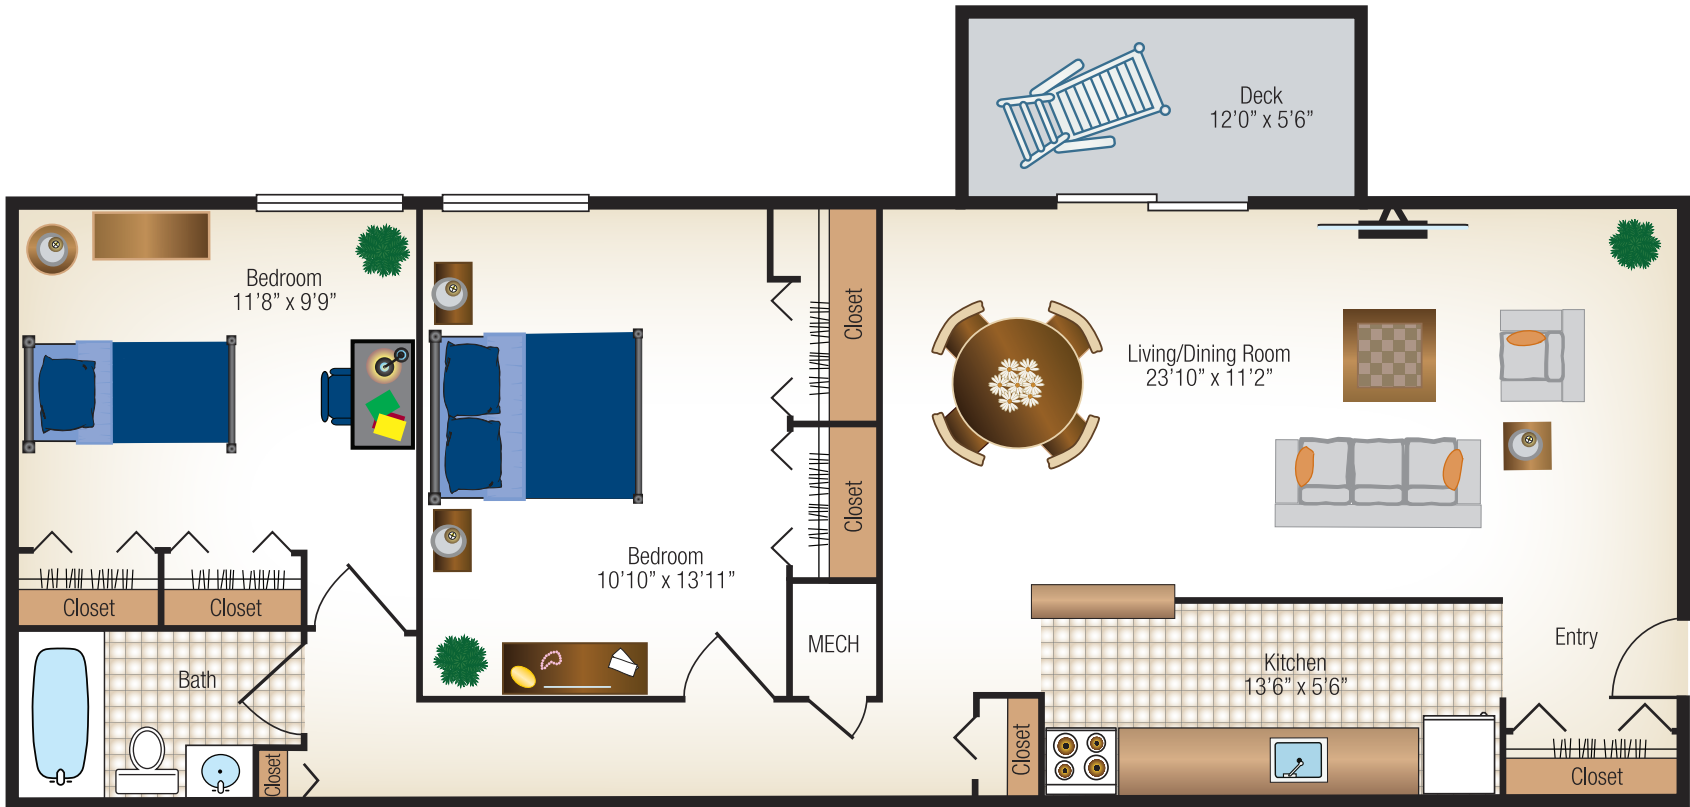 Deck
12’0” x 5’6”
Bedroom
11’8” x 9’9”
Closet
Living/Dining Room
23’10” x 11’2”
Closet
Bedroom
10’10” x 13’11”
Closet
Closet
MECH
Entry
Kitchen
13’6” x 5’6”
Bath
Closet
Closet
Closet